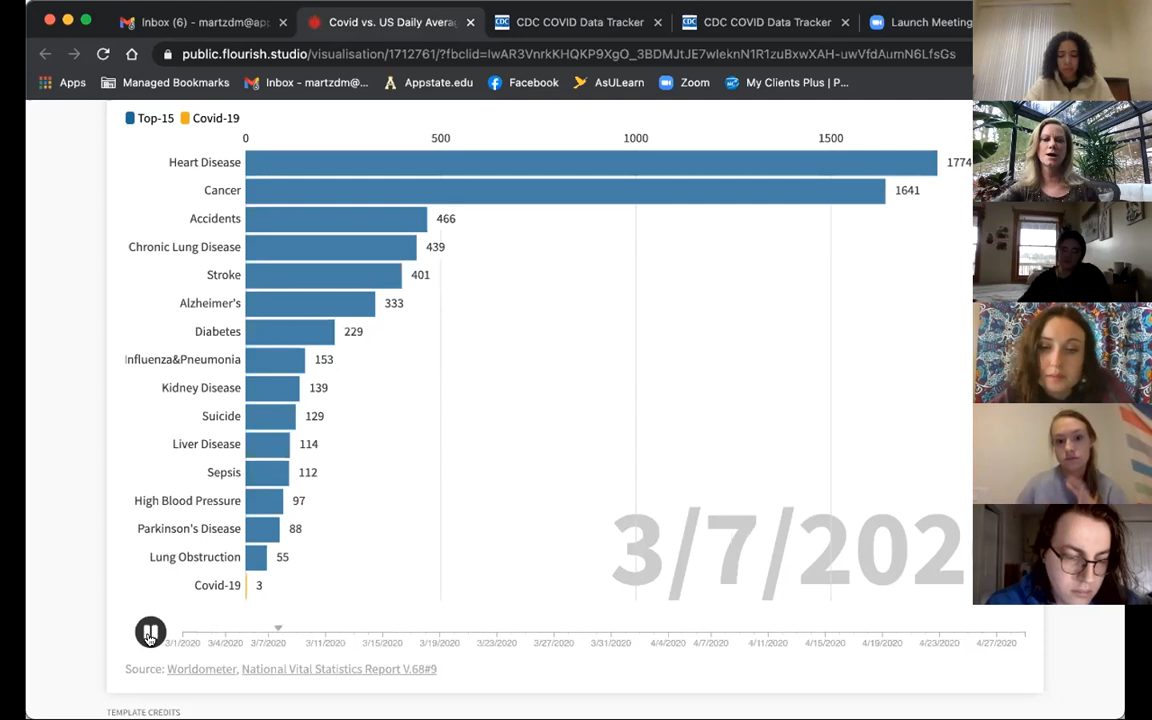 Inbox (6) – martzdm@ap
Covid vs. US Daily Avera
CDC COVID Data Tracker
CDC COVID Data Tracker
Launch Meeting
public.flourish.studio/visualisation/1712761/?fbclid=
Apps
Managed Bookmarks
Inbox – martzdm@...
Appstate.edu
Facebook
AsULearn
Zoom
My Clients Plus | P...
Top-15 Covid-19
0 500 1000 1500
Heart Disease 1774
Cancer 1641
Accidents 466
Chronic Lung Disease 439
Stroke 401
Alzheimer's 333
Diabetes 229
Influenza&Pneumonia 153
Kidney Disease 139
Suicide 129
Liver Disease 114
Sepsis 112
High Blood Pressure 97
Parkinson's Disease 88
Lung Obstruction 55
Covid-19 3
3/7/202
3/1/2020 3/4/2020 3/7/2020 3/11/2020 3/15/2020 3/19/2020 3/23/2020 3/27/2020 3/31/2020 4/4/2020 4/7/2020 4/11/2020 4/15/2020 4/19/2020 4/23/2020 4/27/2020
Source: Worldometer, National Vital Statistics Report V.68#9
TEMPLATE CREDITS